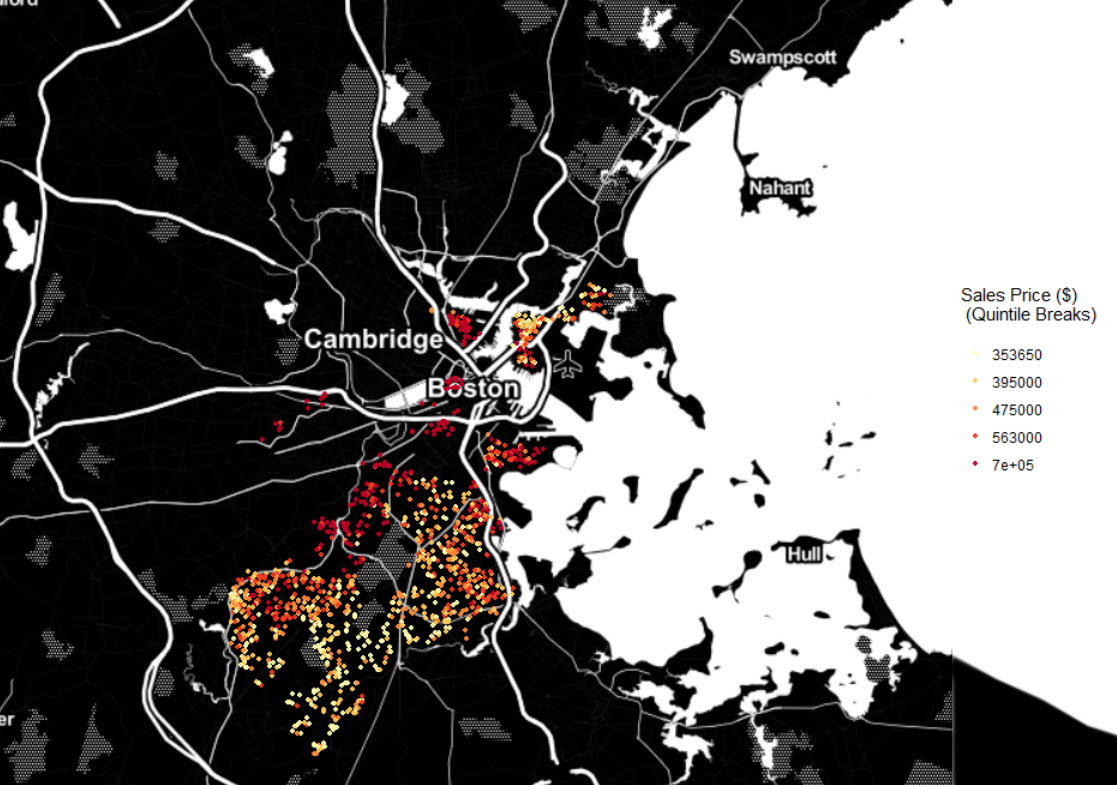 Swampscott
Nahant
Cambridge
Boston
Hull
Sales Price ($)
(Quintile Breaks)
353650
395000
475000
563000
7e+05